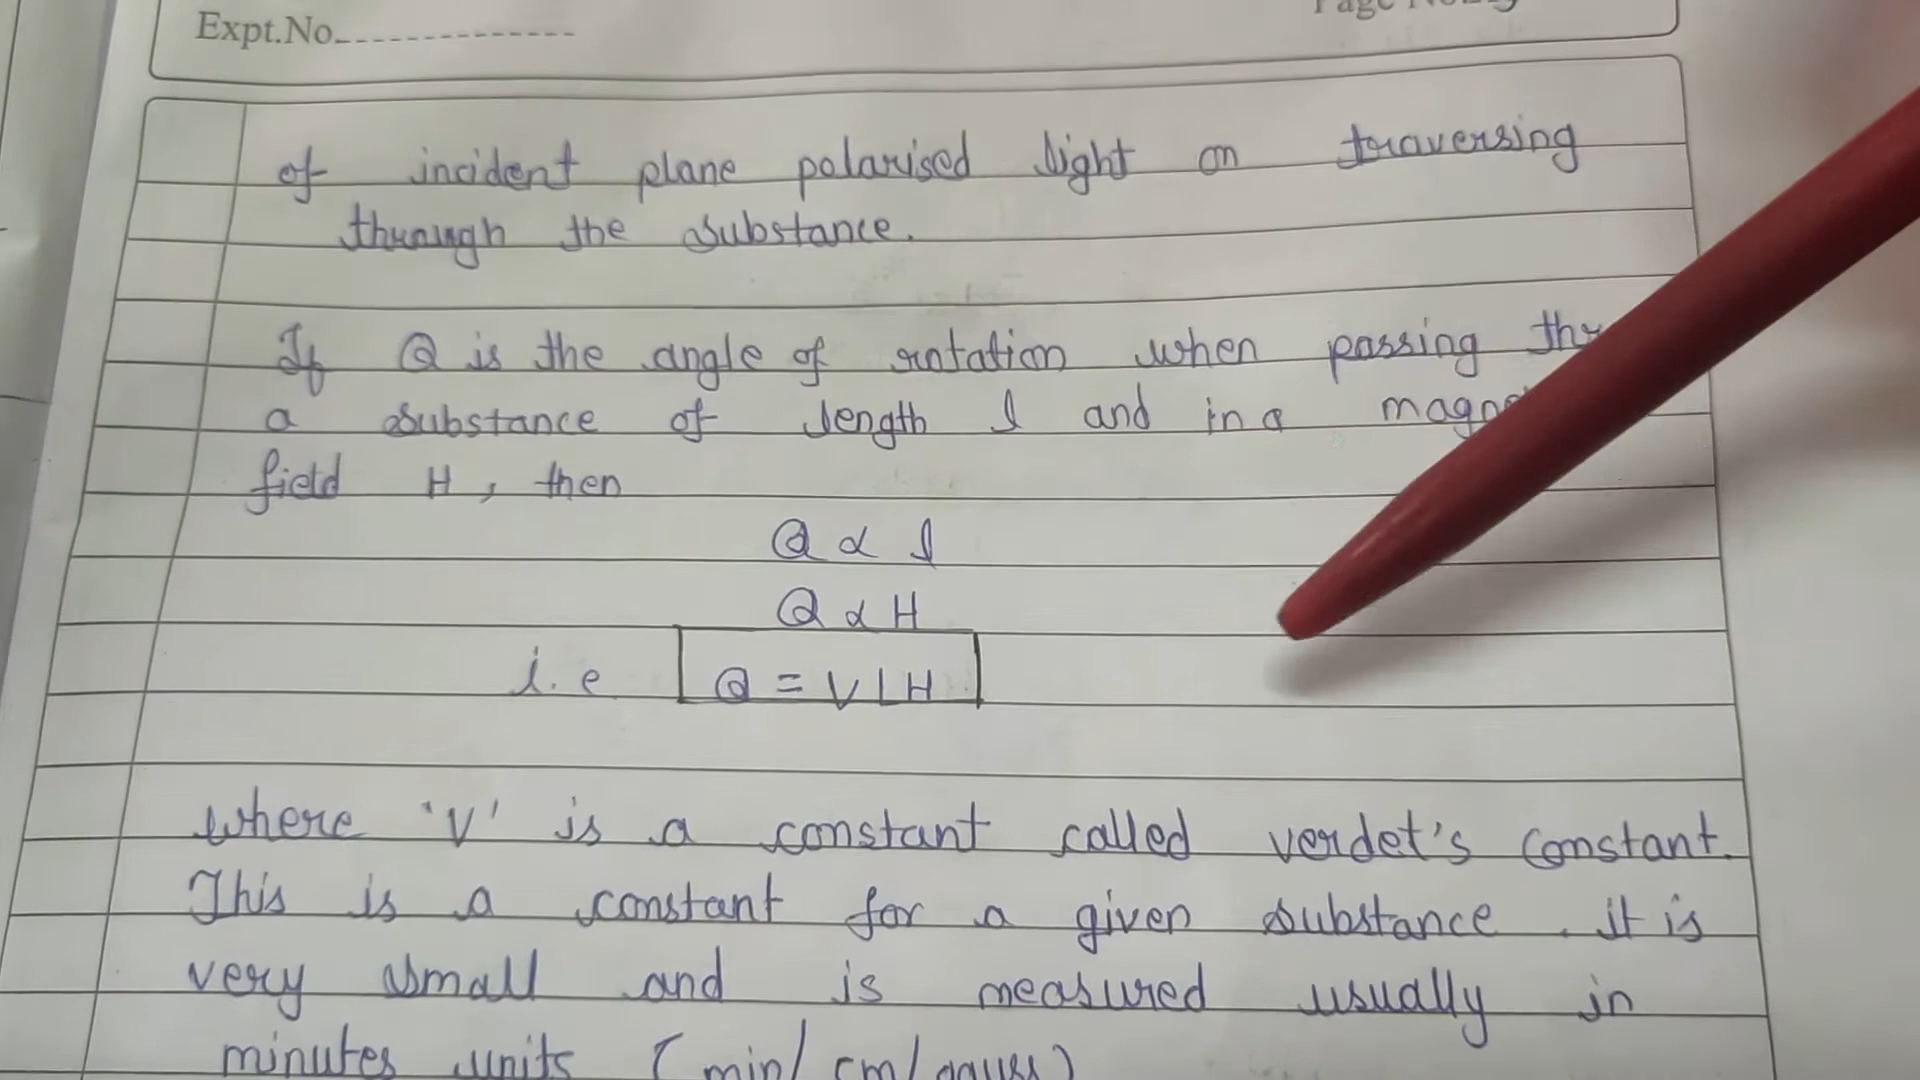 Expt.No.
of incident plane polarised light on traversing
through the substance.
If Q is the angle of rotation when passing
a substance of length l and in a
field H, then
Q ∝ l
Q ∝ H
i.e Q = VLH
where 'V' is a constant called verdet's constant.
This is a constant for a given substance. it is
very small and is measured usually in
minutes units (min/cm/gauss)